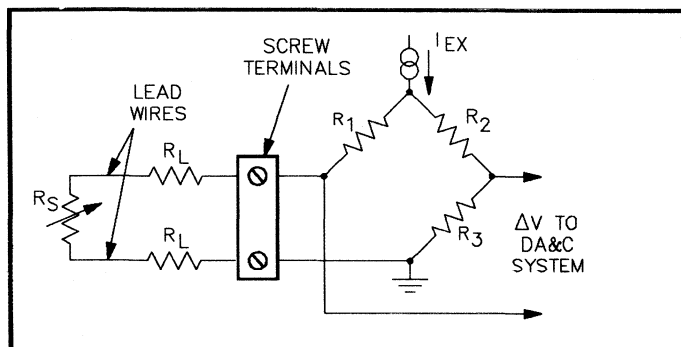 SCREW
TERMINALS
I EX
LEAD
WIRES
R1
R2
RL
RS
R3
RL
ΔV TO
DA&C
SYSTEM